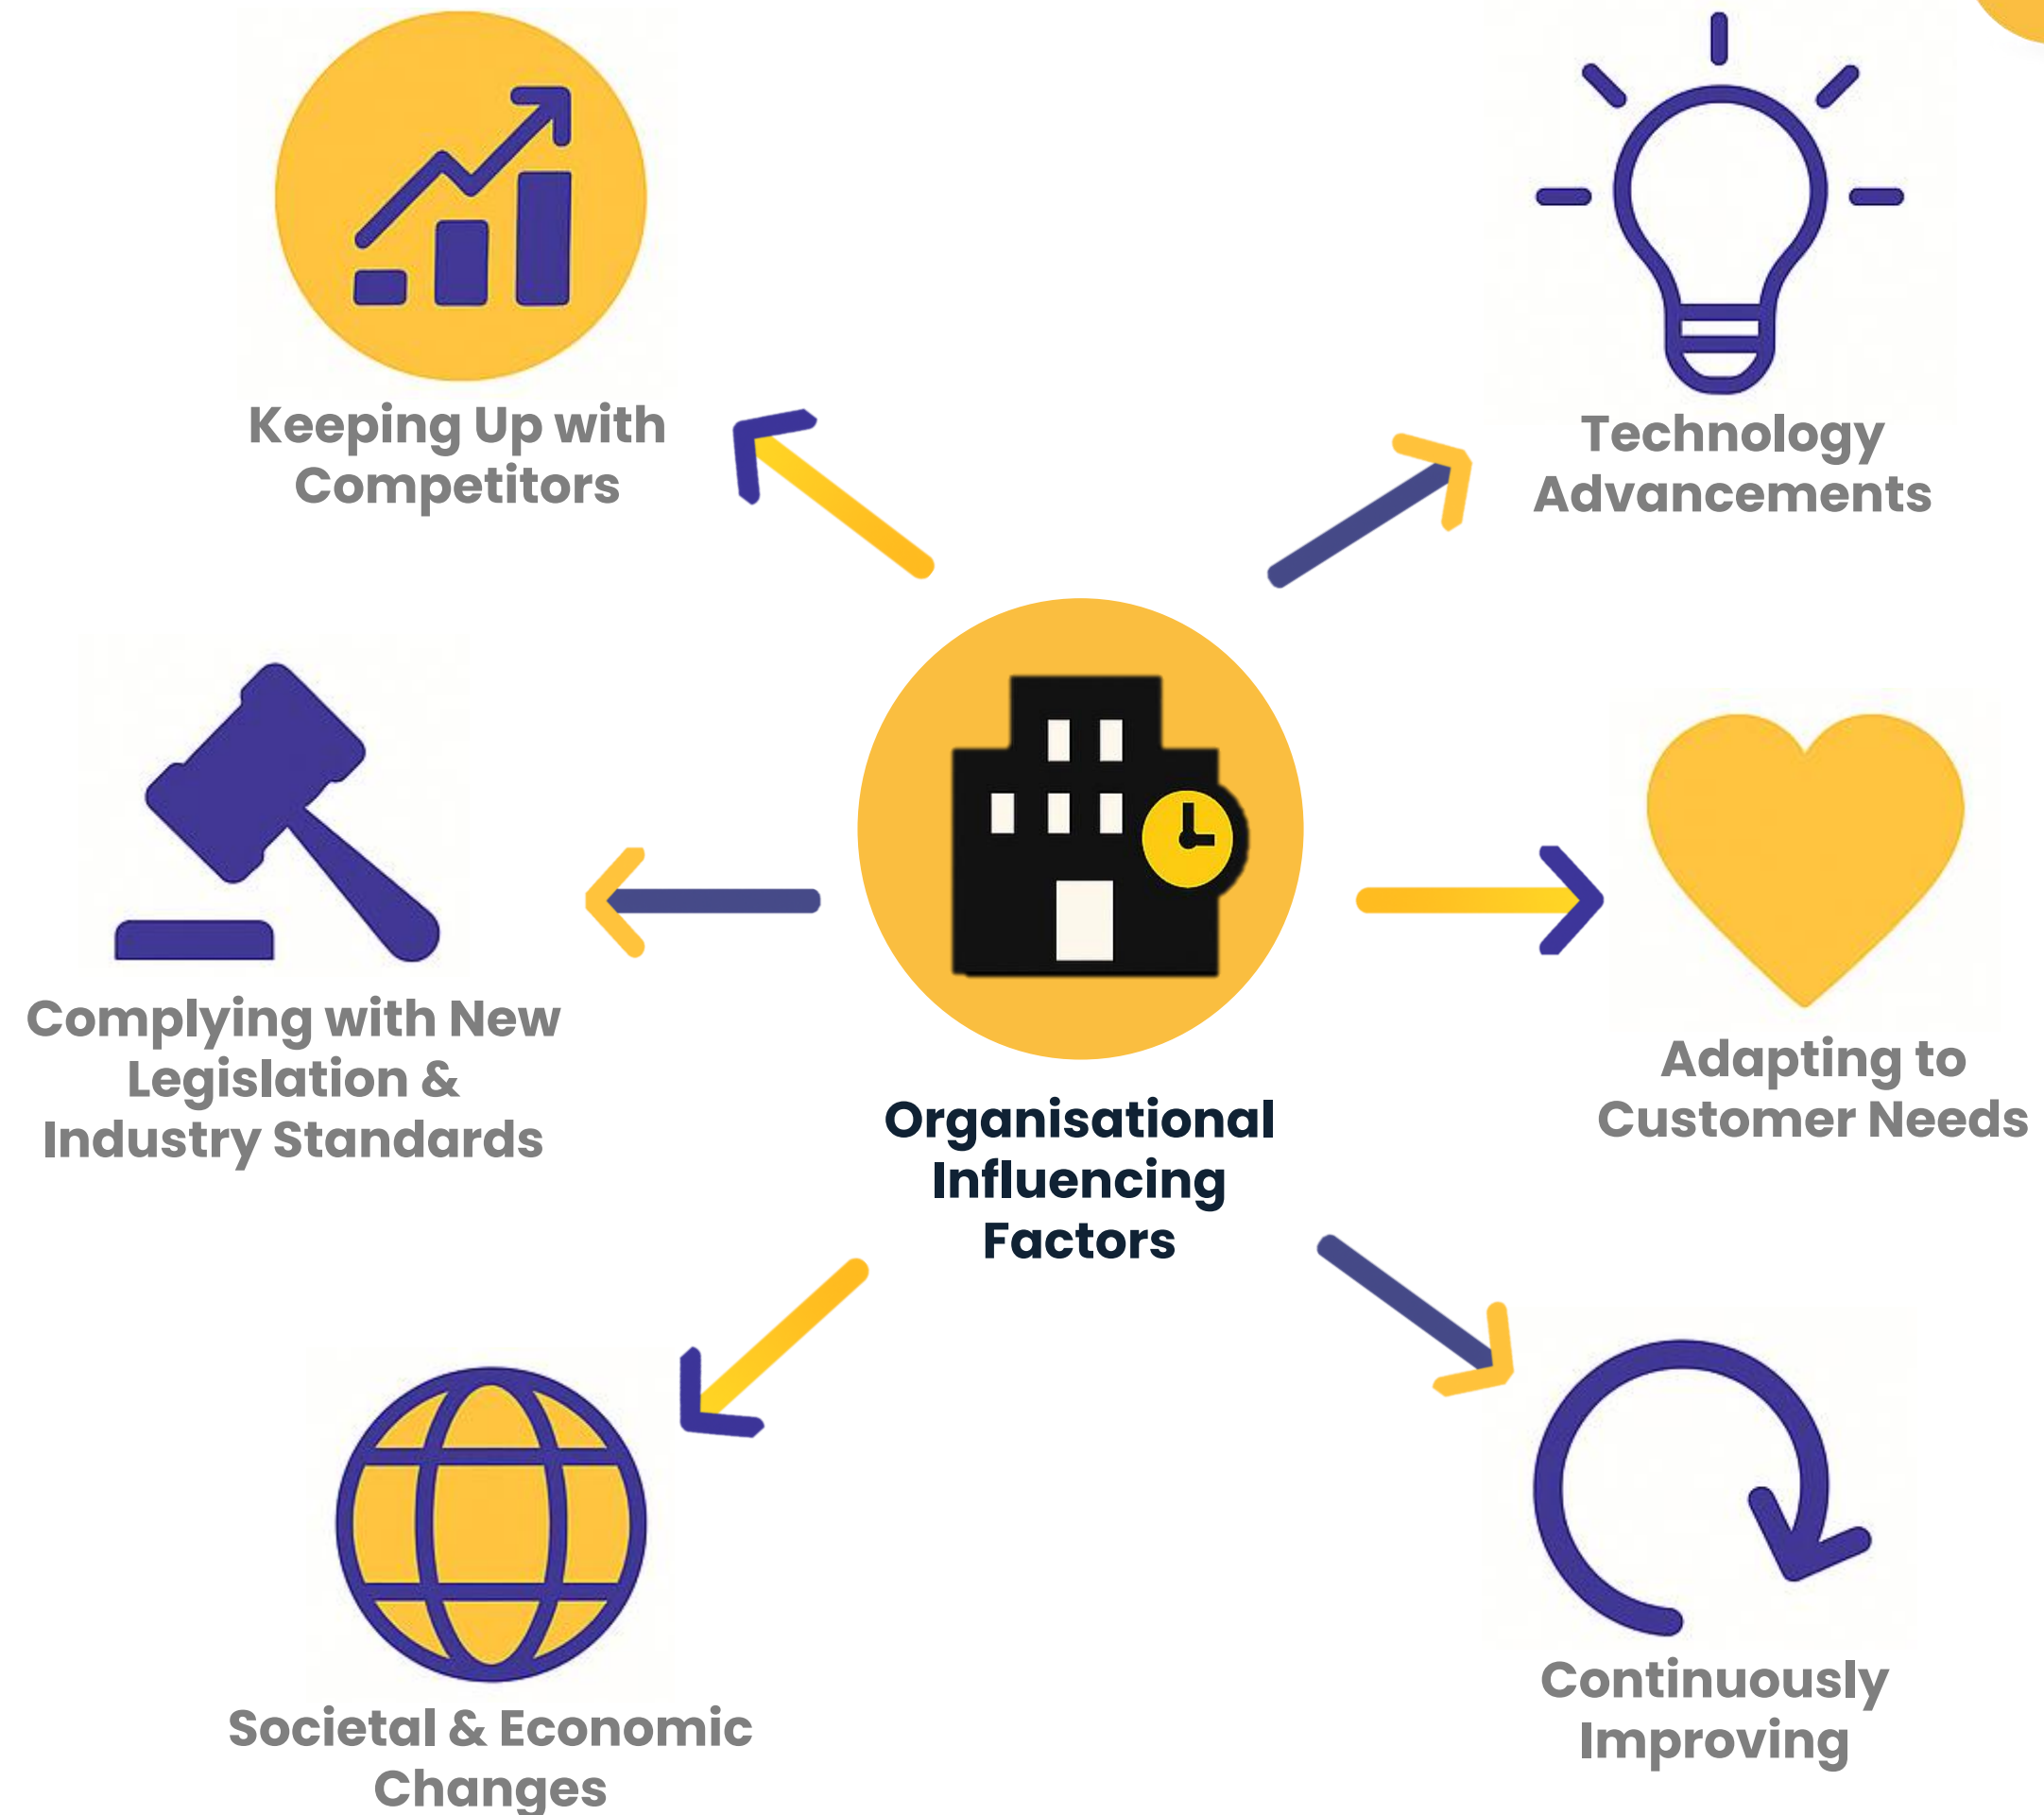 Keeping Up with
Competitors
Technology
Advancements
Complying with New
Legislation &
Industry Standards
Organisational
Influencing
Factors
Adapting to
Customer Needs
Societal & Economic
Changes
Continuously
Improving